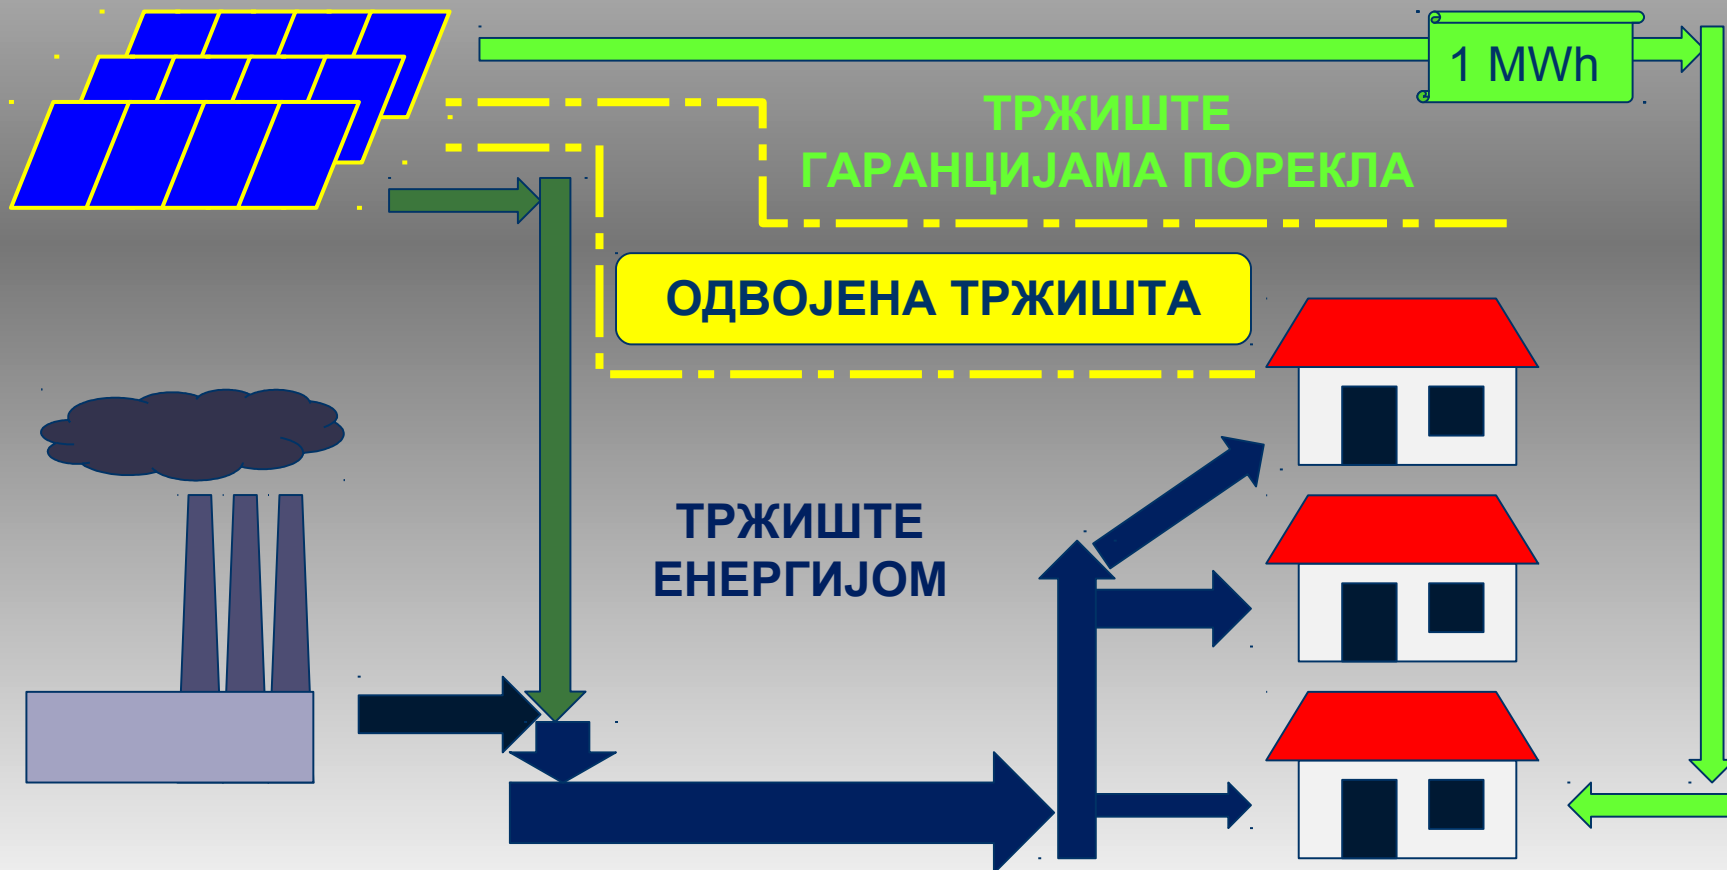 1 MWh
ТРЖИШТЕ
ГАРАНЦИЈАМА ПОРЕКЛА
ОДВОЈЕНА ТРЖИШТА
ТРЖИШТЕ
ЕНЕРГИЈОМ